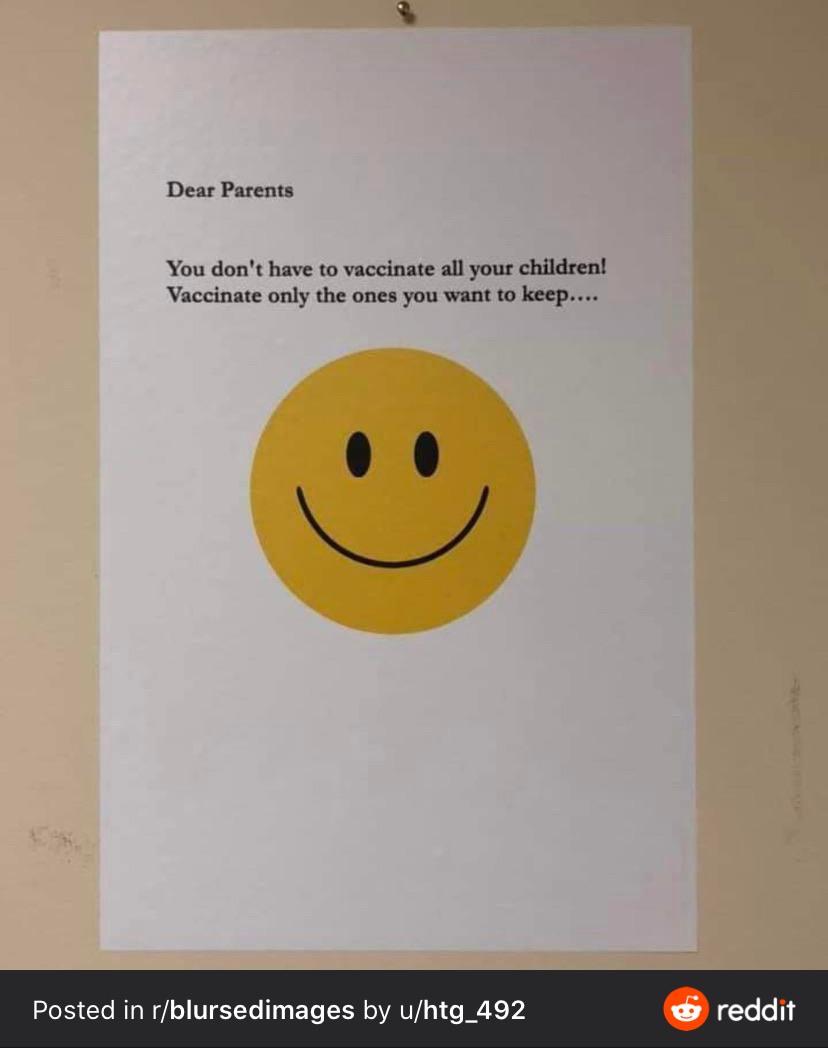 Dear Parents
You don't have to vaccinate all your children!
Vaccinate only the ones you want to keep....
Posted in r/blursedimages by u/htg_492
reddit